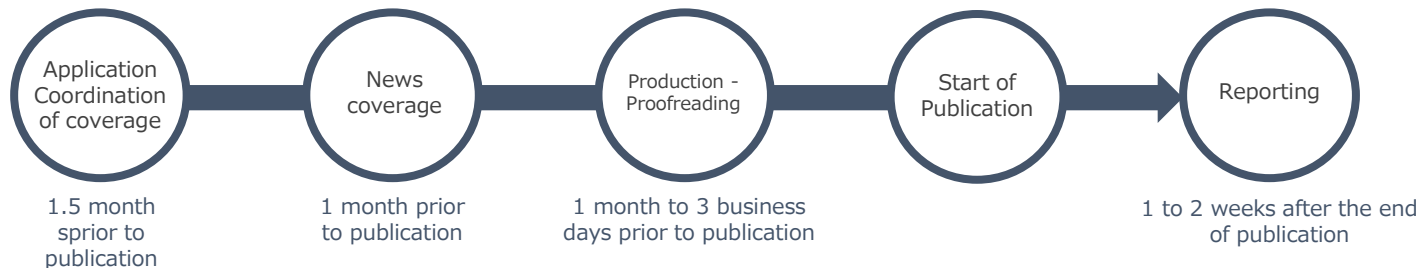 Application
Coordination
of coverage
News
coverage
Production -
Proofreading
Start of
Publication
Reporting
1.5 month
sprior to
publication
1 month prior
to publication
1 month to 3 business
days prior to publication
1 to 2 weeks after the end
of publication